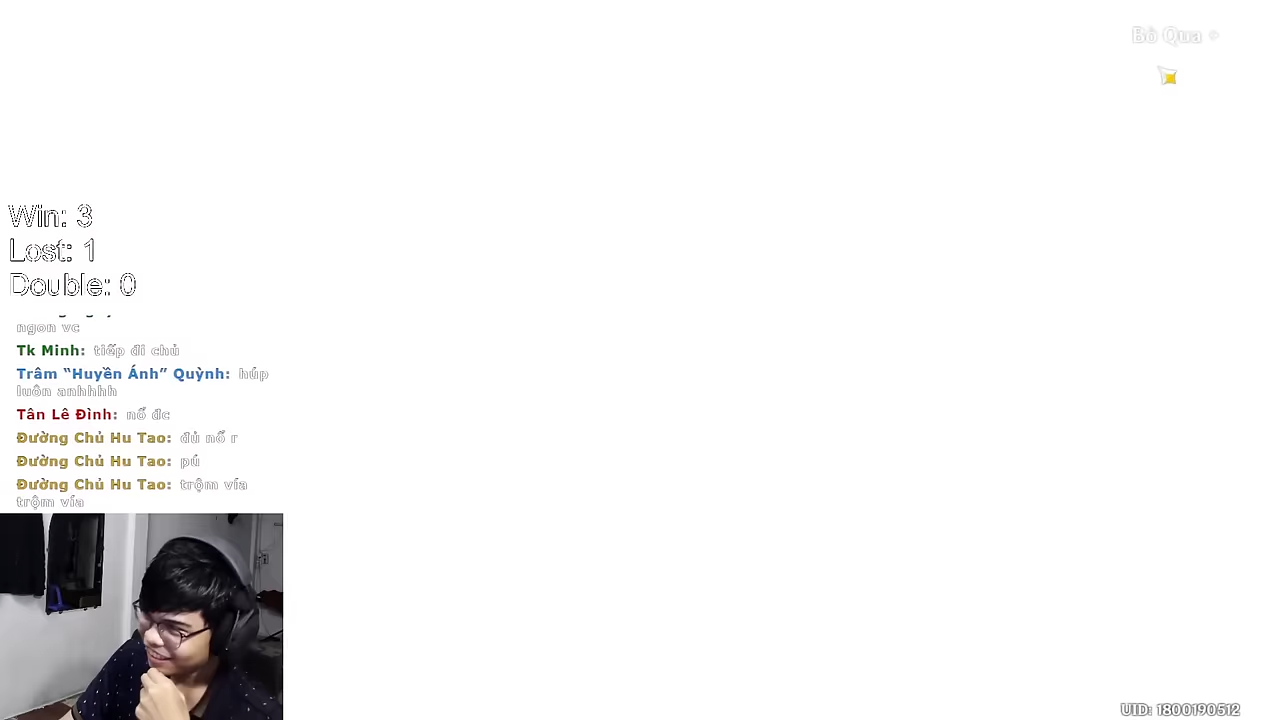 Bỏ Qua
Win: 3
Lost: 1
Double: 0
ngon vc
Tk Minh: tiếp đi chủ
Trâm “Huyền Ánh” Quỳnh: húp
luôn anhhhh
Tân Lê Đình: nổ đc
Đường Chủ Hu Tao: đủ nổ r
Đường Chủ Hu Tao: pú
Đường Chủ Hu Tao: trộm vía
trộm vía
UID: 1800190512